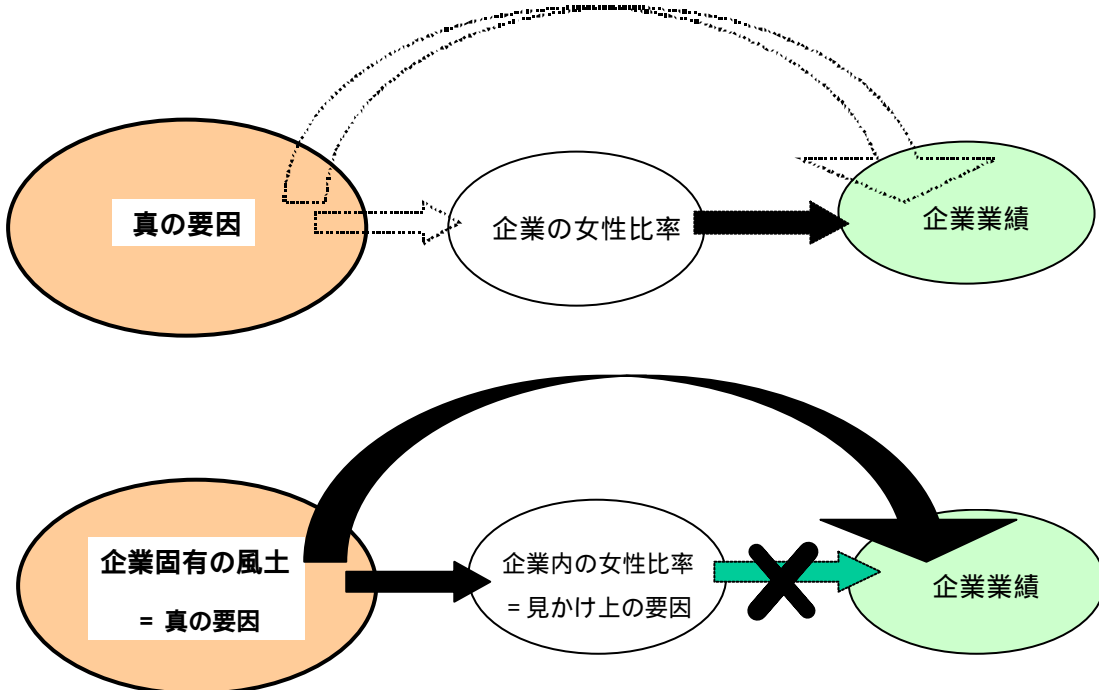 真の要因
企業の女性比率
企業業績
企業固有の風土
= 真の要因
企業内の女性比率
= 見かけ上の要因
企業業績